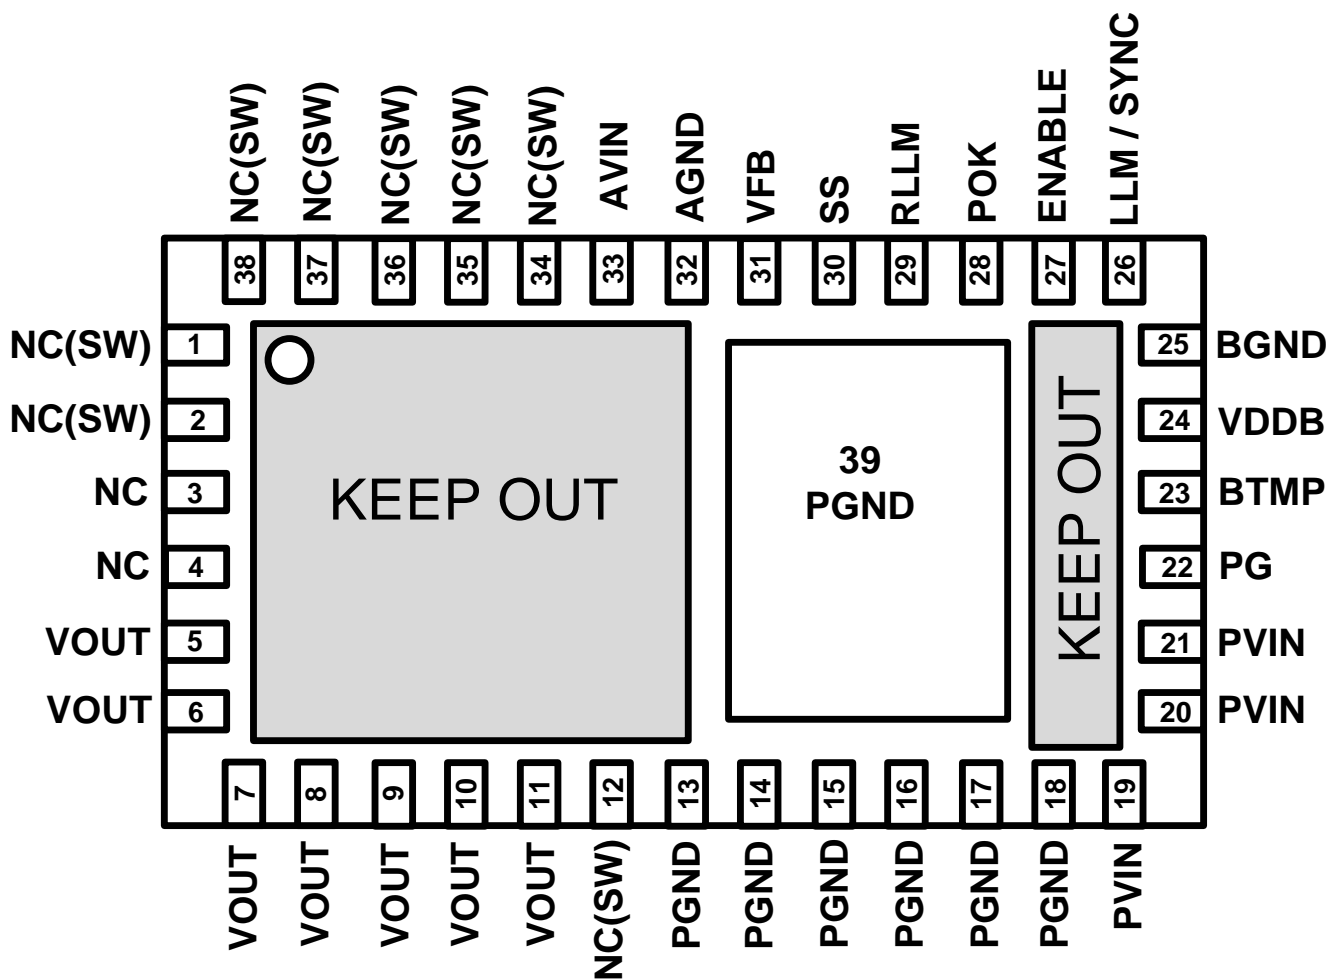 NC(SW)
NC(SW)
NC(SW)
NC(SW)
NC(SW)
AVIN
AGND
VFB
SS
RLLM
POK
ENABLE
LLM / SYNC
38
37
36
35
34
33
32
31
30
29
28
27
26
NC(SW)
1
NC(SW)
2
NC
3
NC
4
VOUT
5
VOUT
6
KEEP OUT
39
PGND
KEEP OUT
25
BGND
24
VDDB
23
BTMP
22
PG
21
PVIN
20
PVIN
7
8
9
10
11
12
13
14
15
16
17
18
19
VOUT
VOUT
VOUT
VOUT
VOUT
NC(SW)
PGND
PGND
PGND
PGND
PGND
PGND
PVIN